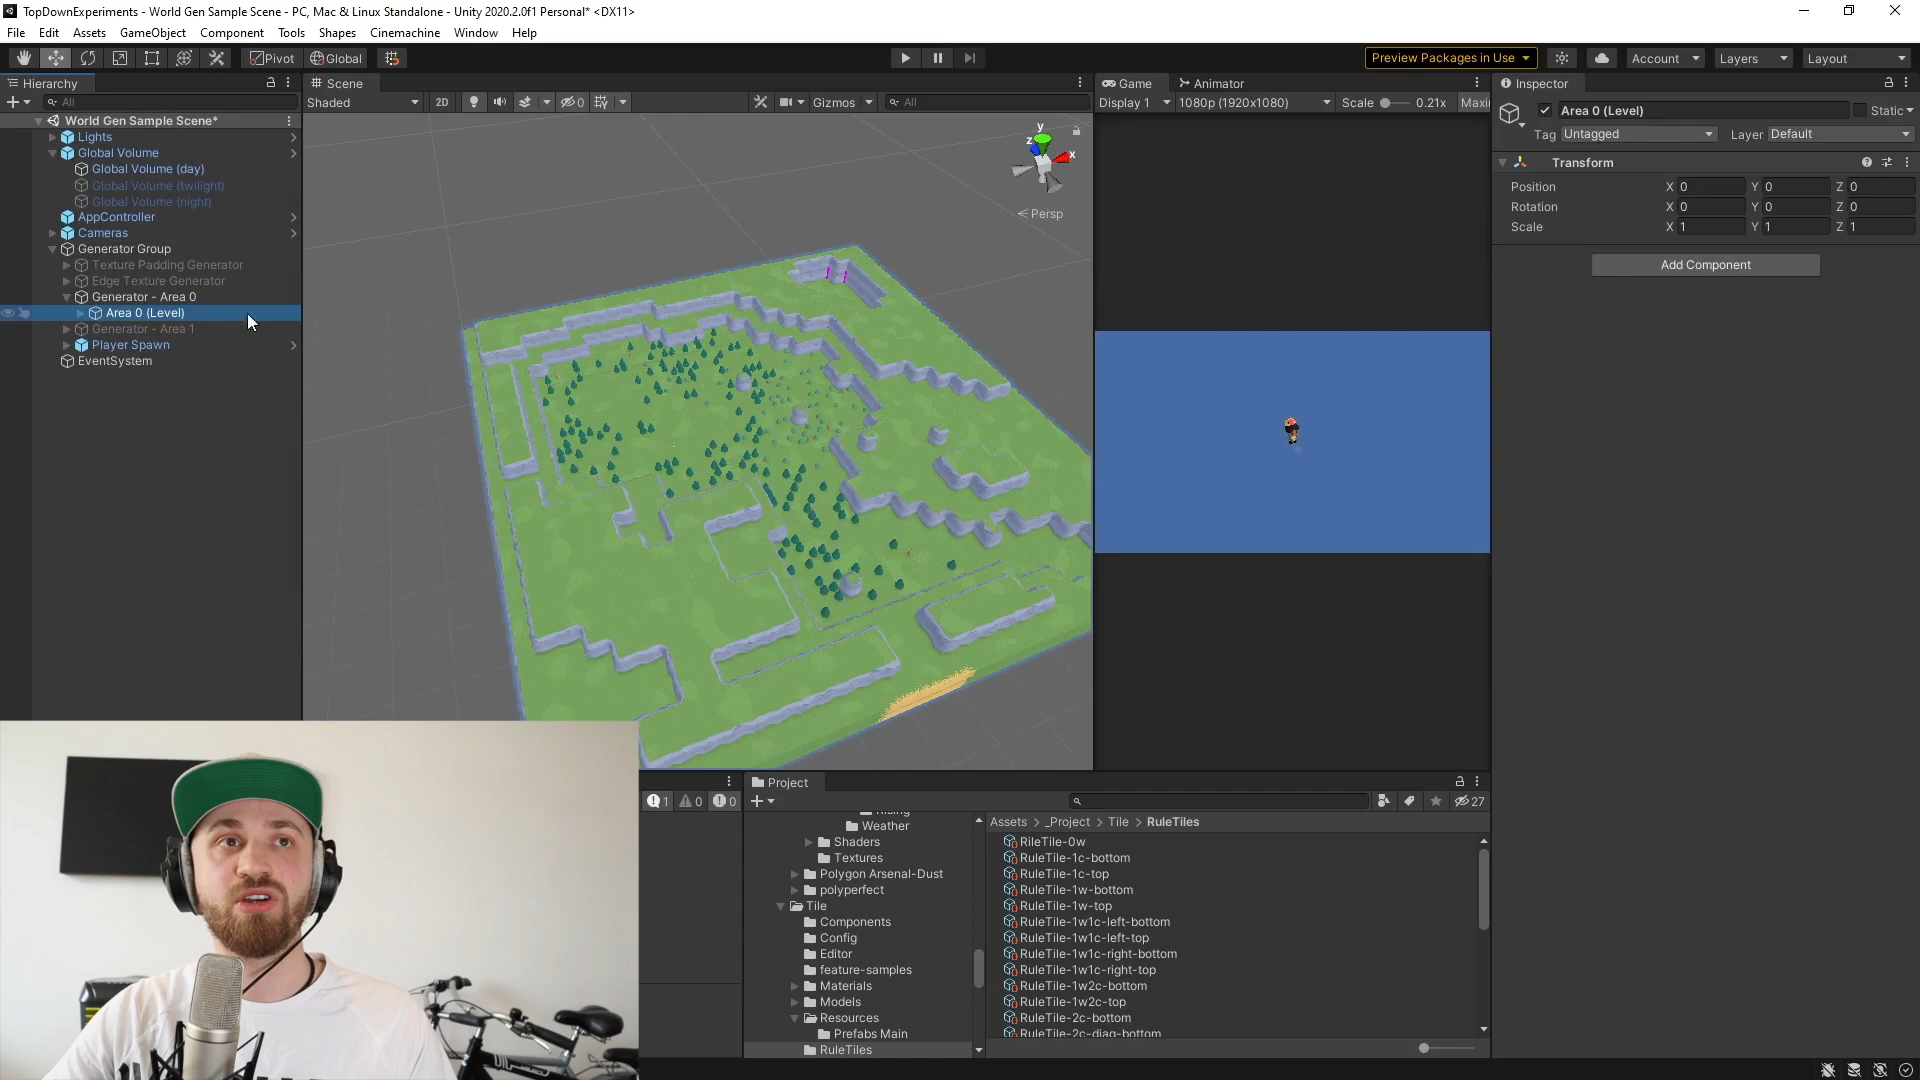 TopDownExperiments - World Gen Sample Scene - PC, Mac & Linux Standalone - Unity 2020.2.0f1 Personal* <DX11>
File Edit Assets GameObject Component Tools Shapes Cinemachine Window Help
Pivot Global Preview Packages in Use Account Layers Layout
Hierarchy
All
World Gen Sample Scene*
Lights
Global Volume
Global Volume (day)
Global Volume (twilight)
Global Volume (night)
AppController
Cameras
Generator Group
Texture Padding Generator
Edge Texture Generator
Generator - Area 0
Area 0 (Level)
Generator - Area 1
Player Spawn
EventSystem
Scene
Shaded 2D 0 Gizmos All
y
z x
Persp
Game Animator
Display 1 1080p (1920x1080) Scale 0.21x Maxi
Inspector
Area 0 (Level) Static
Tag Untagged Layer Default
Transform
Position X 0 Y 0 Z 0
Rotation X 0 Y 0 Z 0
Scale X 1 Y 1 Z 1
Add Component
1 0 0
Project
27
Weather
Shaders
Textures
Polygon Arsenal-Dust
polyperfect
Tile
Components
Config
Editor
feature-samples
Materials
Models
Resources
Prefabs Main
RuleTiles
Assets > _Project > Tile > RuleTiles
RileTile-0w
RuleTile-1c-bottom
RuleTile-1c-top
RuleTile-1w-bottom
RuleTile-1w-top
RuleTile-1w1c-left-bottom
RuleTile-1w1c-left-top
RuleTile-1w1c-right-bottom
RuleTile-1w1c-right-top
RuleTile-1w2c-bottom
RuleTile-1w2c-top
RuleTile-2c-bottom
RuleTile-2c-diag-bottom